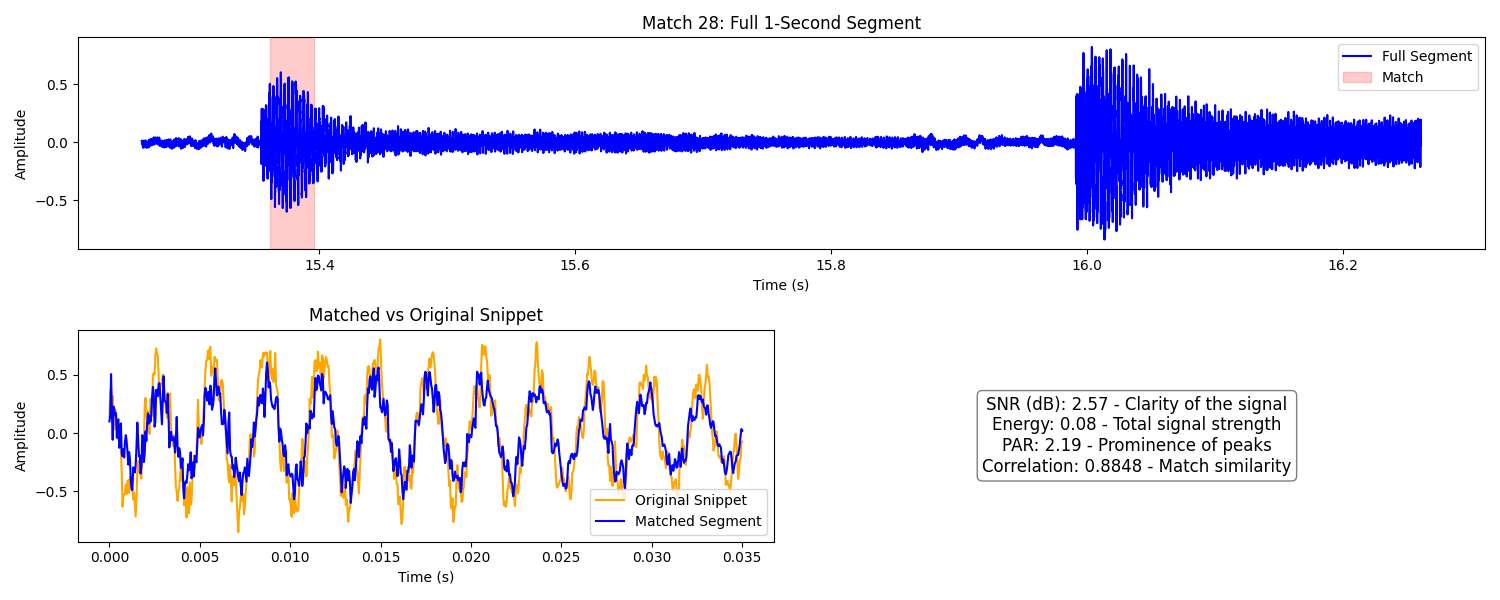 Match 28: Full 1-Second Segment
Amplitude
0.5
0.0
−0.5
Full Segment
Match
15.4
15.6
15.8
16.0
16.2
Time (s)
Matched vs Original Snippet
Amplitude
0.5
0.0
−0.5
Original Snippet
Matched Segment
0.000
0.005
0.010
0.015
0.020
0.025
0.030
0.035
Time (s)
SNR (dB): 2.57 - Clarity of the signal
Energy: 0.08 - Total signal strength
PAR: 2.19 - Prominence of peaks
Correlation: 0.8848 - Match similarity